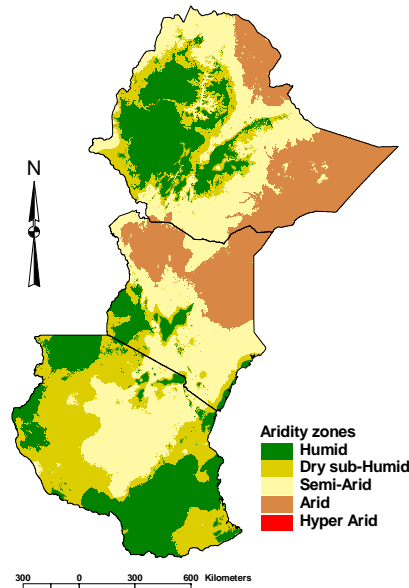 N
Aridity zones
Humid
Dry sub-Humid
Semi-Arid
Arid
Hyper Arid
300 0 300 600 Kilometers